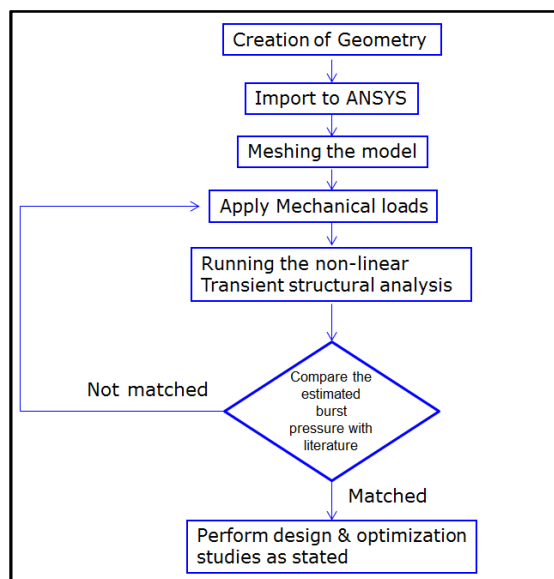 Creation of Geometry
Import to ANSYS
Meshing the model
Apply Mechanical loads
Running the non-linear
Transient structural analysis
Not matched
Compare the
estimated
burst
pressure with
literature
Matched
Perform design & optimization
studies as stated